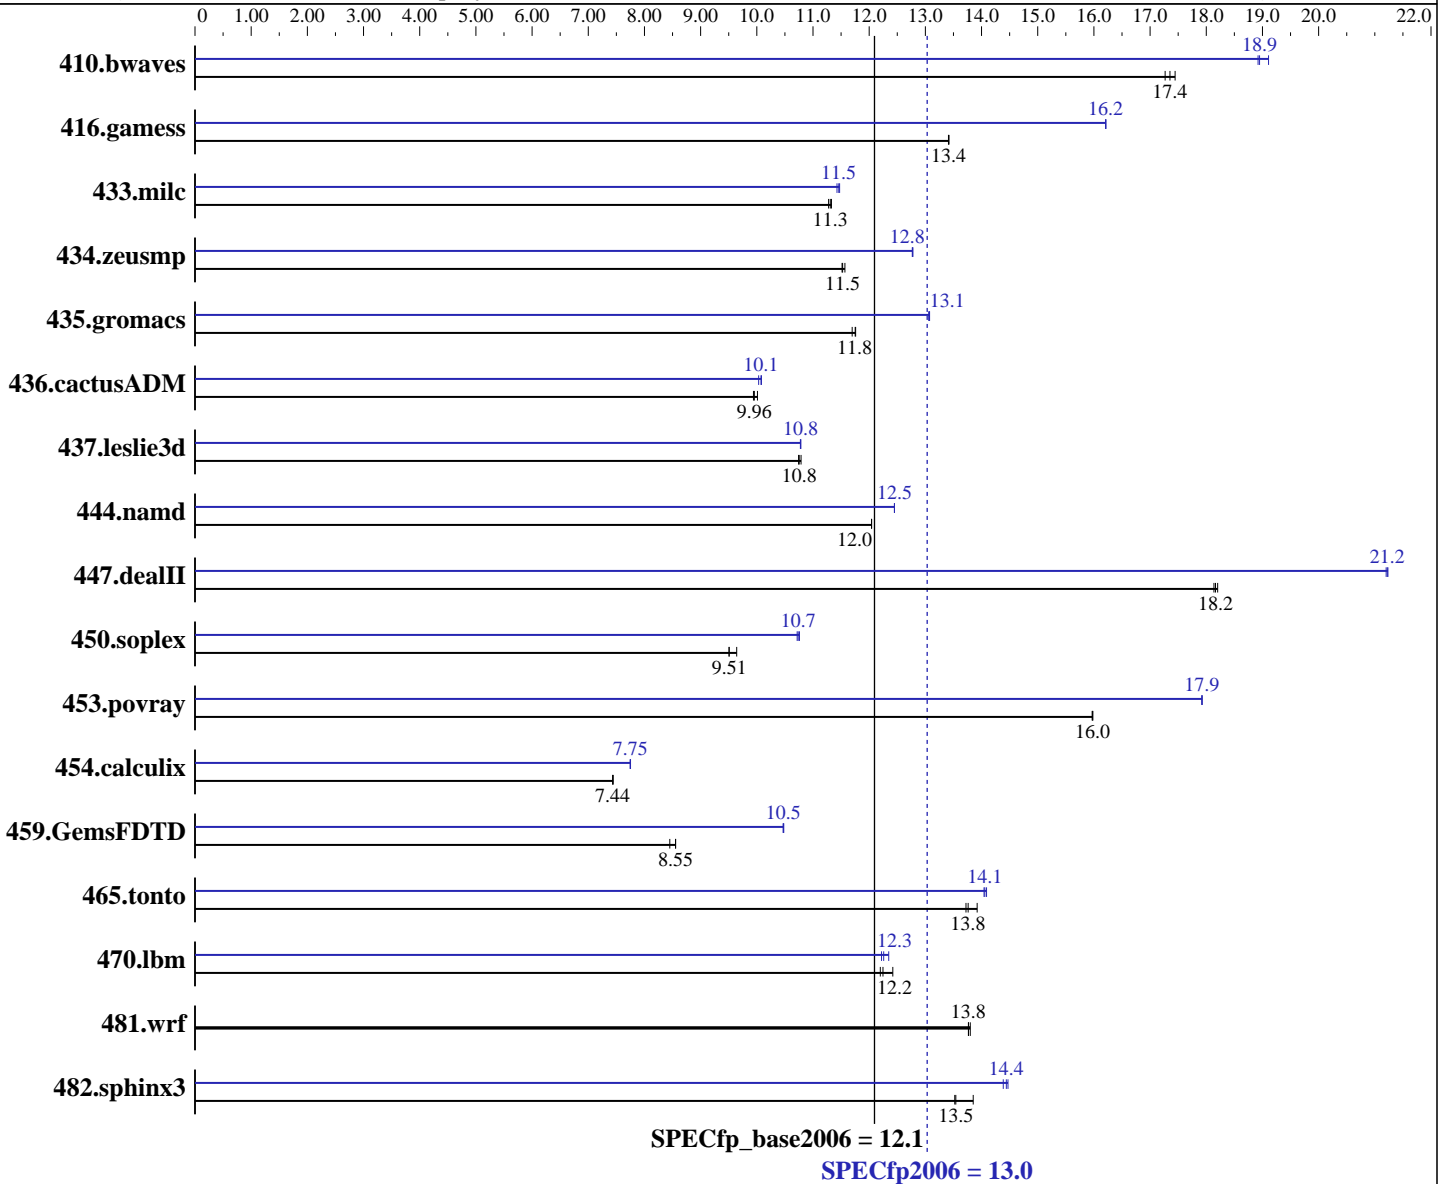 0 1.00 2.00 3.00 4.00 5.00 6.00 7.00 8.00 9.00 10.0 11.0 12.0 13.0 14.0 15.0 16.0 17.0 18.0 19.0 20.0 22.0
18.9
410.bwaves
17.4
16.2
416.gamess
13.4
11.5
433.milc
11.3
12.8
434.zeusmp
11.5
13.1
435.gromacs
11.8
10.1
436.cactusADM
9.96
10.8
437.leslie3d
10.8
12.5
444.namd
12.0
21.2
447.dealII
18.2
10.7
450.soplex
9.51
17.9
453.povray
16.0
7.75
454.calculix
7.44
10.5
459.GemsFDTD
8.55
14.1
465.tonto
13.8
12.3
470.lbm
12.2
13.8
481.wrf
14.4
482.sphinx3
13.5
SPECfp_base2006 = 12.1
SPECfp2006 = 13.0